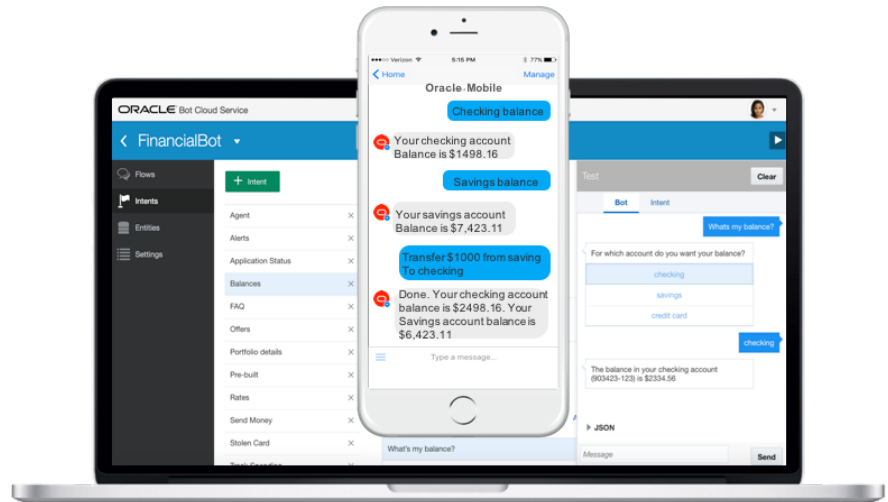 Verizon 5:15 PM 77%
Home Manage
Oracle Mobile
Checking balance
Your checking account
Balance is $1498.16
Savings balance
Your savings account
Balance is $7,423.11
Transfer $1000 from saving
To checking
Done. Your checking account
balance is $2498.16. Your
Savings account balance is
$6,423.11
Type a message...
ORACLE Bot Cloud Service
FinancialBot
Flows
Intents
Entities
Settings
+ Intent
Agent
Alerts
Application Status
Balances
FAQ
Offers
Portfolio details
Pre-built
Rates
Send Money
Stolen Card
What's my balance?
Test Clear
Bot Intent
Whats my balance?
For which account do you want your balance?
checking
savings
credit card
checking
The balance in your checking account
(903423-123) is $2334.56
JSON
Message Send